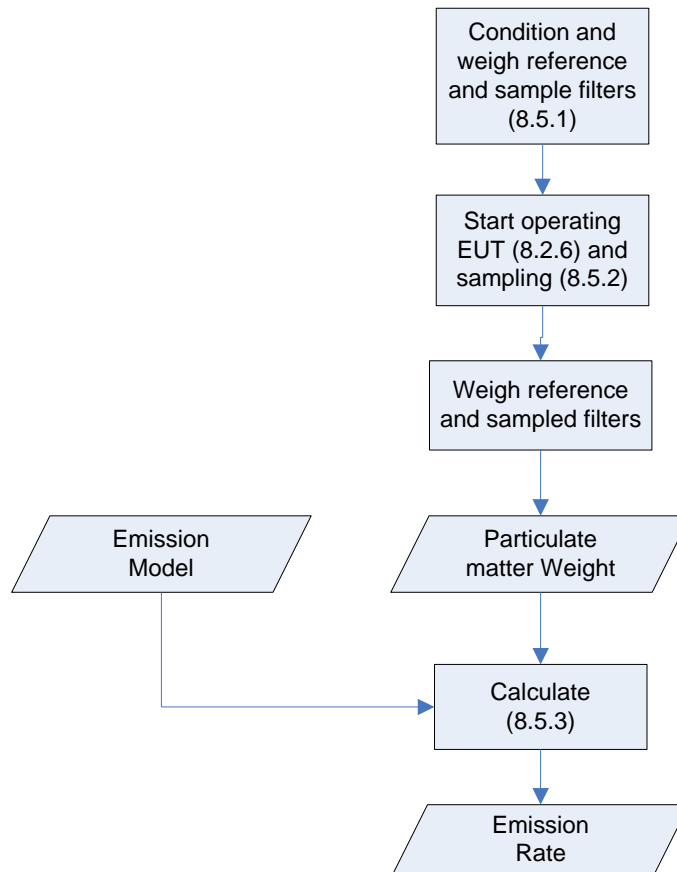 Condition and
weigh reference
and sample filters
(8.5.1)
Start operating
EUT (8.2.6) and
sampling (8.5.2)
Weigh reference
and sampled filters
Emission
Model
Particulate
matter Weight
Calculate
(8.5.3)
Emission
Rate